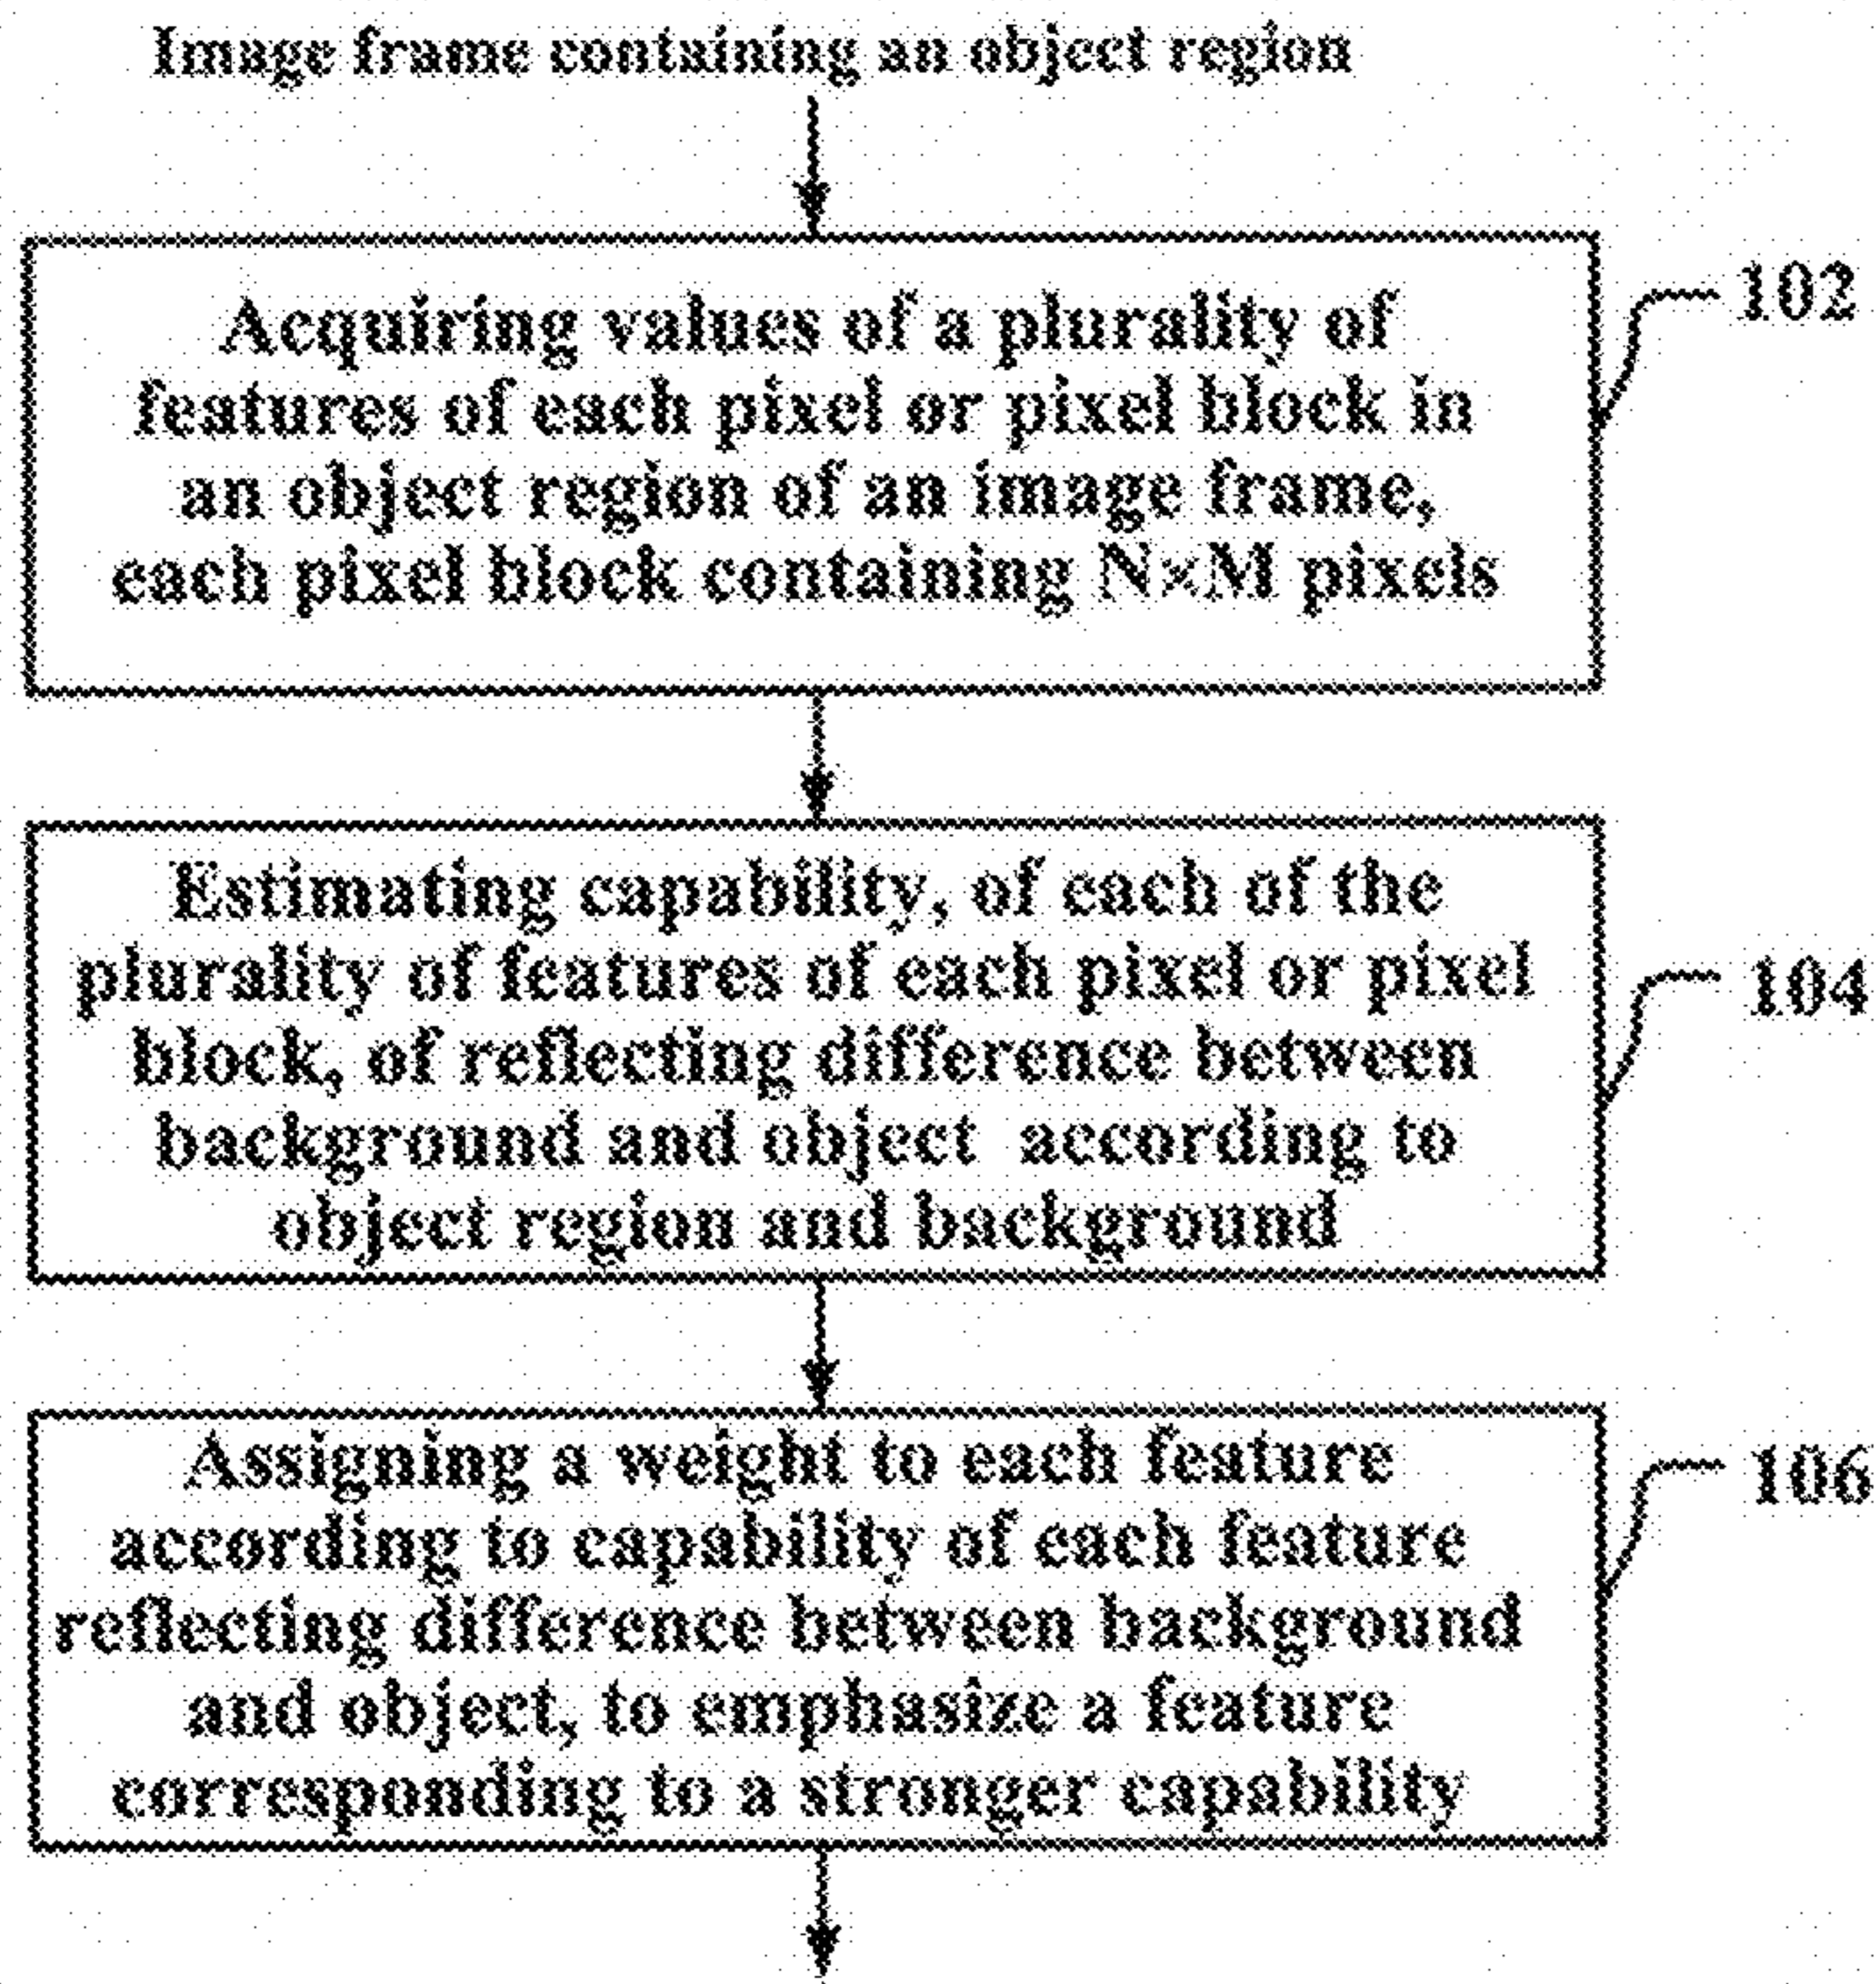 Image frame containing an object region
Acquiring values of a plurality of
features of each pixel or pixel block in
an object region of an image frame,
each pixel block containing N×M pixels
102
Estimating capability, of each of the
plurality of features of each pixel or pixel
block, of reflecting difference between
background and object according to
object region and background
104
Assigning a weight to each feature
according to capability of each feature
reflecting difference between background
and object, to emphasize a feature
corresponding to a stronger capability
106